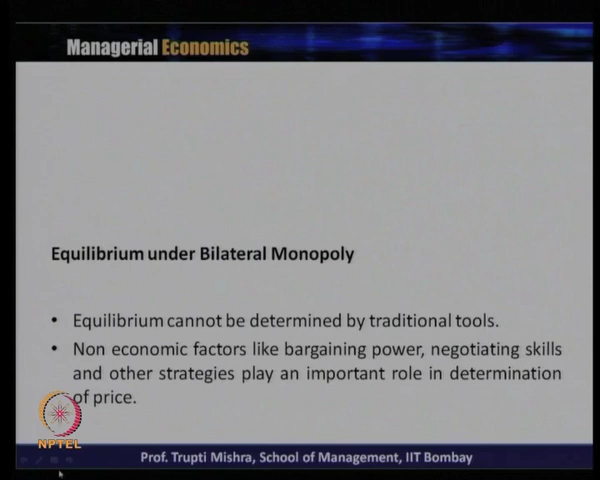 Managerial Economics
Equilibrium under Bilateral Monopoly
• Equilibrium cannot be determined by traditional tools.
• Non economic factors like bargaining power, negotiating skills
and other strategies play an important role in determination
of price.
NPTEL
Prof. Trupti Mishra, School of Management, IIT Bombay